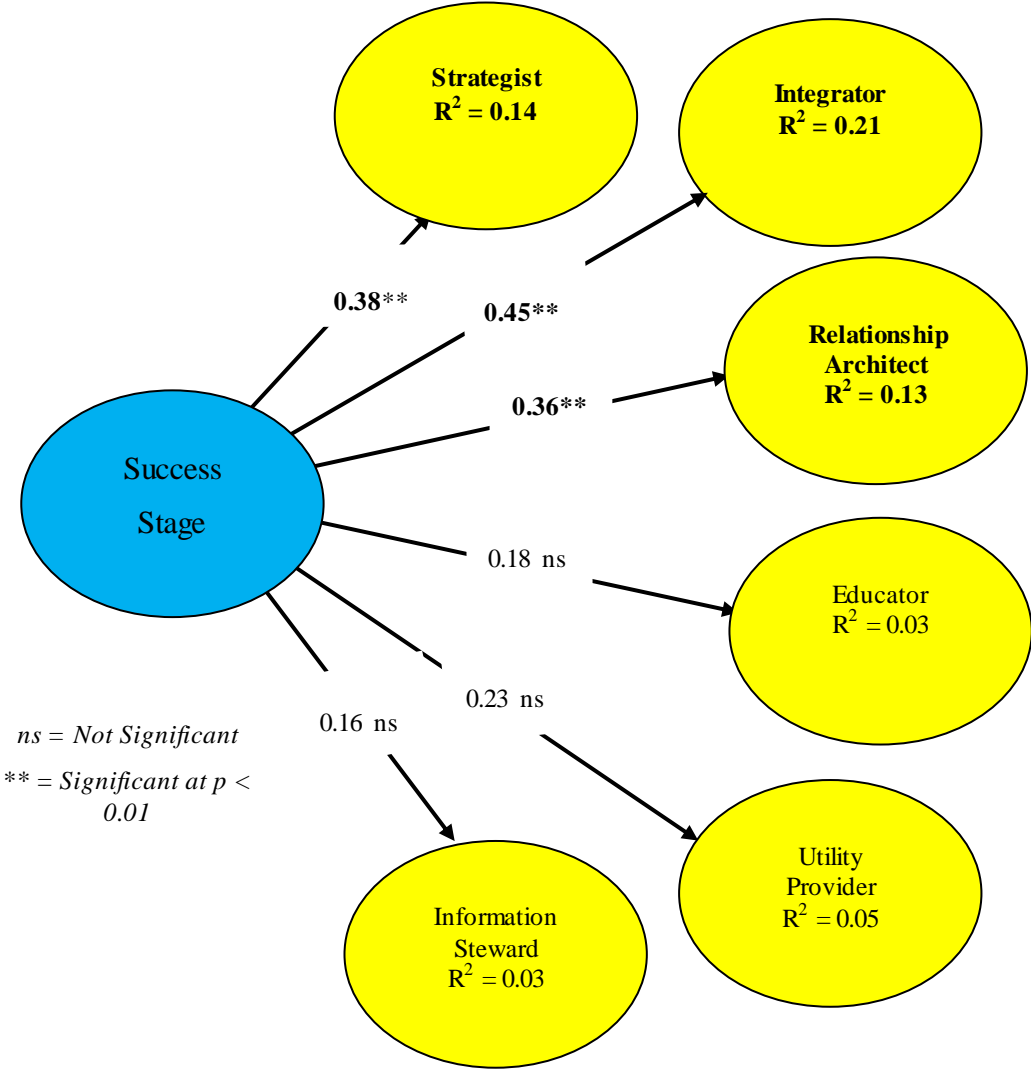 Strategist
R² = 0.14
Integrator
R² = 0.21
0.38**
0.45**
Relationship
Architect
R² = 0.13
0.36**
Success
Stage
0.18 ns
Educator
R² = 0.03
0.23 ns
0.16 ns
ns = Not Significant
** = Significant at p <
0.01
Utility
Provider
R² = 0.05
Information
Steward
R² = 0.03